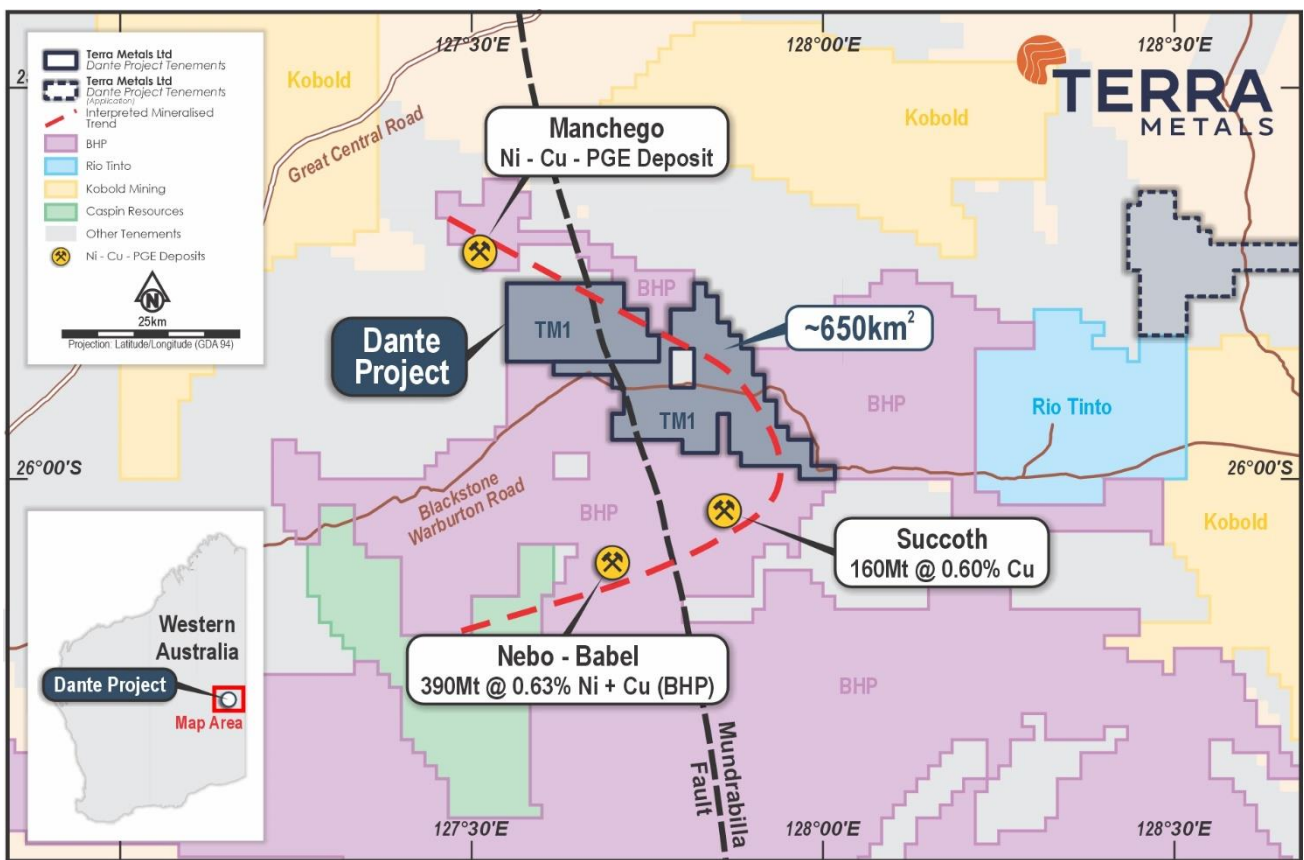 127°30'E
128°00'E
128°30'E
Terra Metals Ltd
Dante Project Tenements
Terra Metals Ltd
Dante Project Tenements
(Application)
Interpreted Mineralised
Trend
BHP
Rio Tinto
Kobold Mining
Caspin Resources
Other Tenements
Ni - Cu - PGE Deposits
N
25km
Projection: Latitude/Longitude (GDA 94)
Kobold
Great Central Road
Manchego
Ni - Cu - PGE Deposit
Kobold
TERRA
METALS
BHP
Dante
Project
TM1
~650km²
TM1
BHP
Rio Tinto
26°00'S
26°00'S
Blackstone
Warburton Road
BHP
Kobold
Succoth
160Mt @ 0.60% Cu
Nebo - Babel
390Mt @ 0.63% Ni + Cu (BHP)
BHP
Western
Australia
Dante Project
Map Area
Mundrabilla
Fault
127°30'E
128°00'E
128°30'E